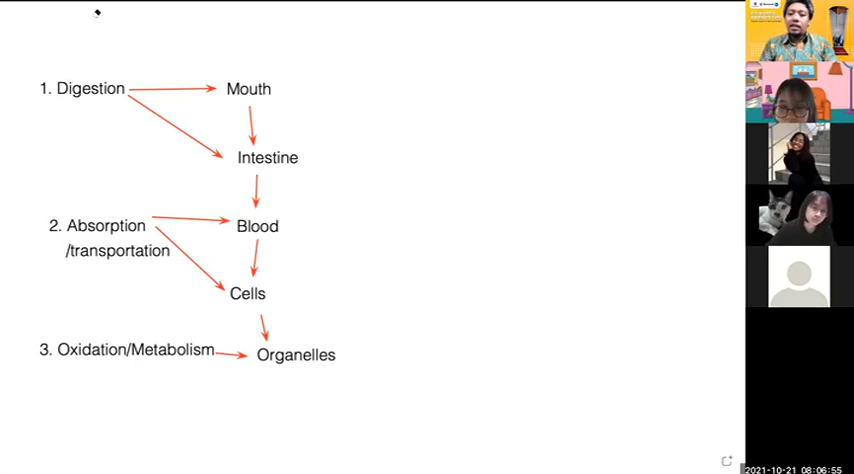 1. Digestion
Mouth
Intestine
2. Absorption
/transportation
Blood
Cells
3. Oxidation/Metabolism
Organelles
2021-10-21 08:06:55